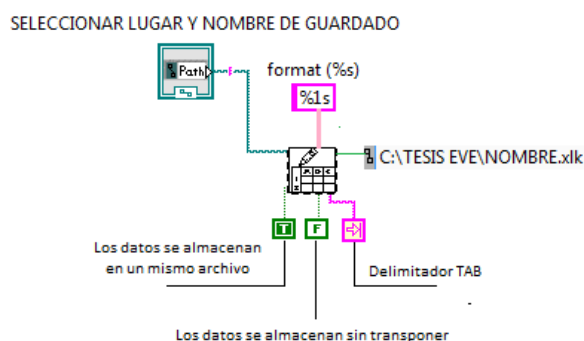 SELECCIONAR LUGAR Y NOMBRE DE GUARDADO
Path
format (%s)
%1s
C:\TESIS EVE\NOMBRE.xlk
T
F
Los datos se almacenan
en un mismo archivo
Delimitador TAB
Los datos se almacenan sin transponer